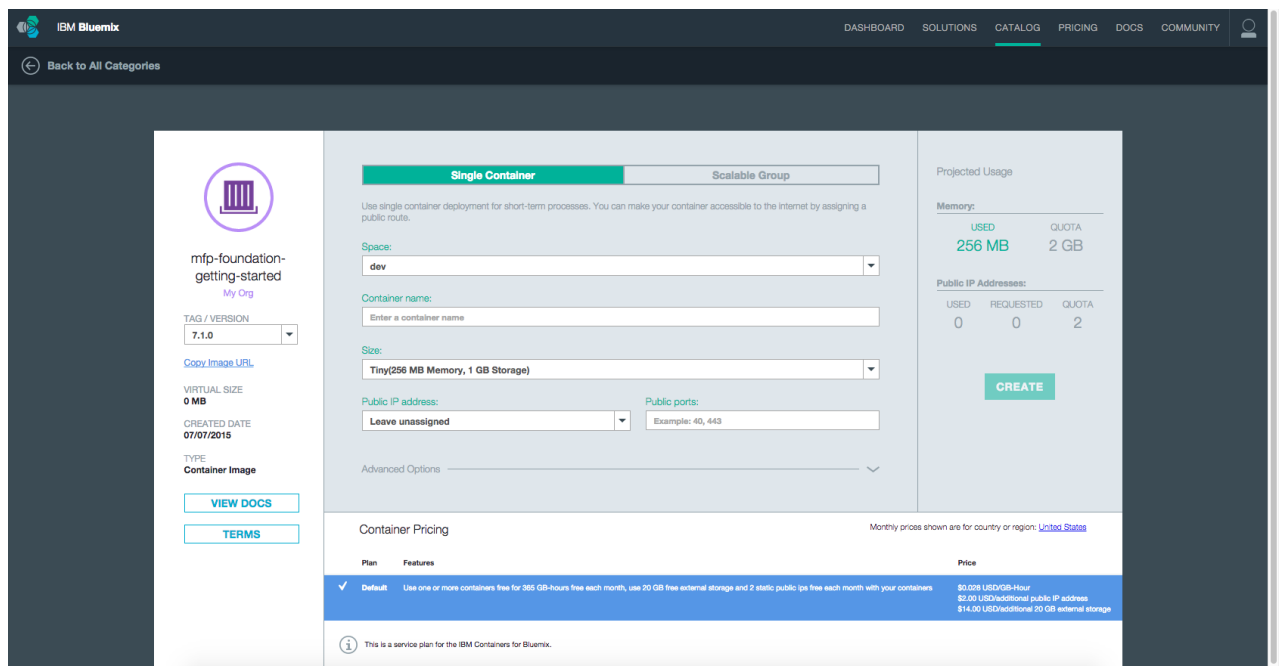 IBM Bluemix
DASHBOARD SOLUTIONS CATALOG PRICING DOCS COMMUNITY
Back to All Categories
mfp-foundation-
getting-started
My Org
TAG / VERSION
7.1.0
Copy Image URL
VIRTUAL SIZE
0 MB
CREATED DATE
07/07/2015
TYPE
Container Image
VIEW DOCS
TERMS
Single Container
Scalable Group
Use single container deployment for short-term processes. You can make your container accessible to the internet by assigning a
public route.
Space:
dev
Container name:
Enter a container name
Size:
Tiny(256 MB Memory, 1 GB Storage)
Public IP address:
Public ports:
Leave unassigned
Example: 40, 443
Advanced Options
Projected Usage
Memory:
USED QUOTA
256 MB 2 GB
Public IP Addresses:
USED REQUESTED QUOTA
0 0 2
CREATE
Container Pricing
Monthly prices shown are for country or region: United States
Plan Features Price
Default Use one or more containers free for 365 GB-hours free each month, use 20 GB free external storage and 2 static public ips free each month with your containers $0.028 USD/GB-Hour
$2.00 USD/additional public IP address
$14.00 USD/additional 20 GB external storage
This is a service plan for the IBM Containers for Bluemix.